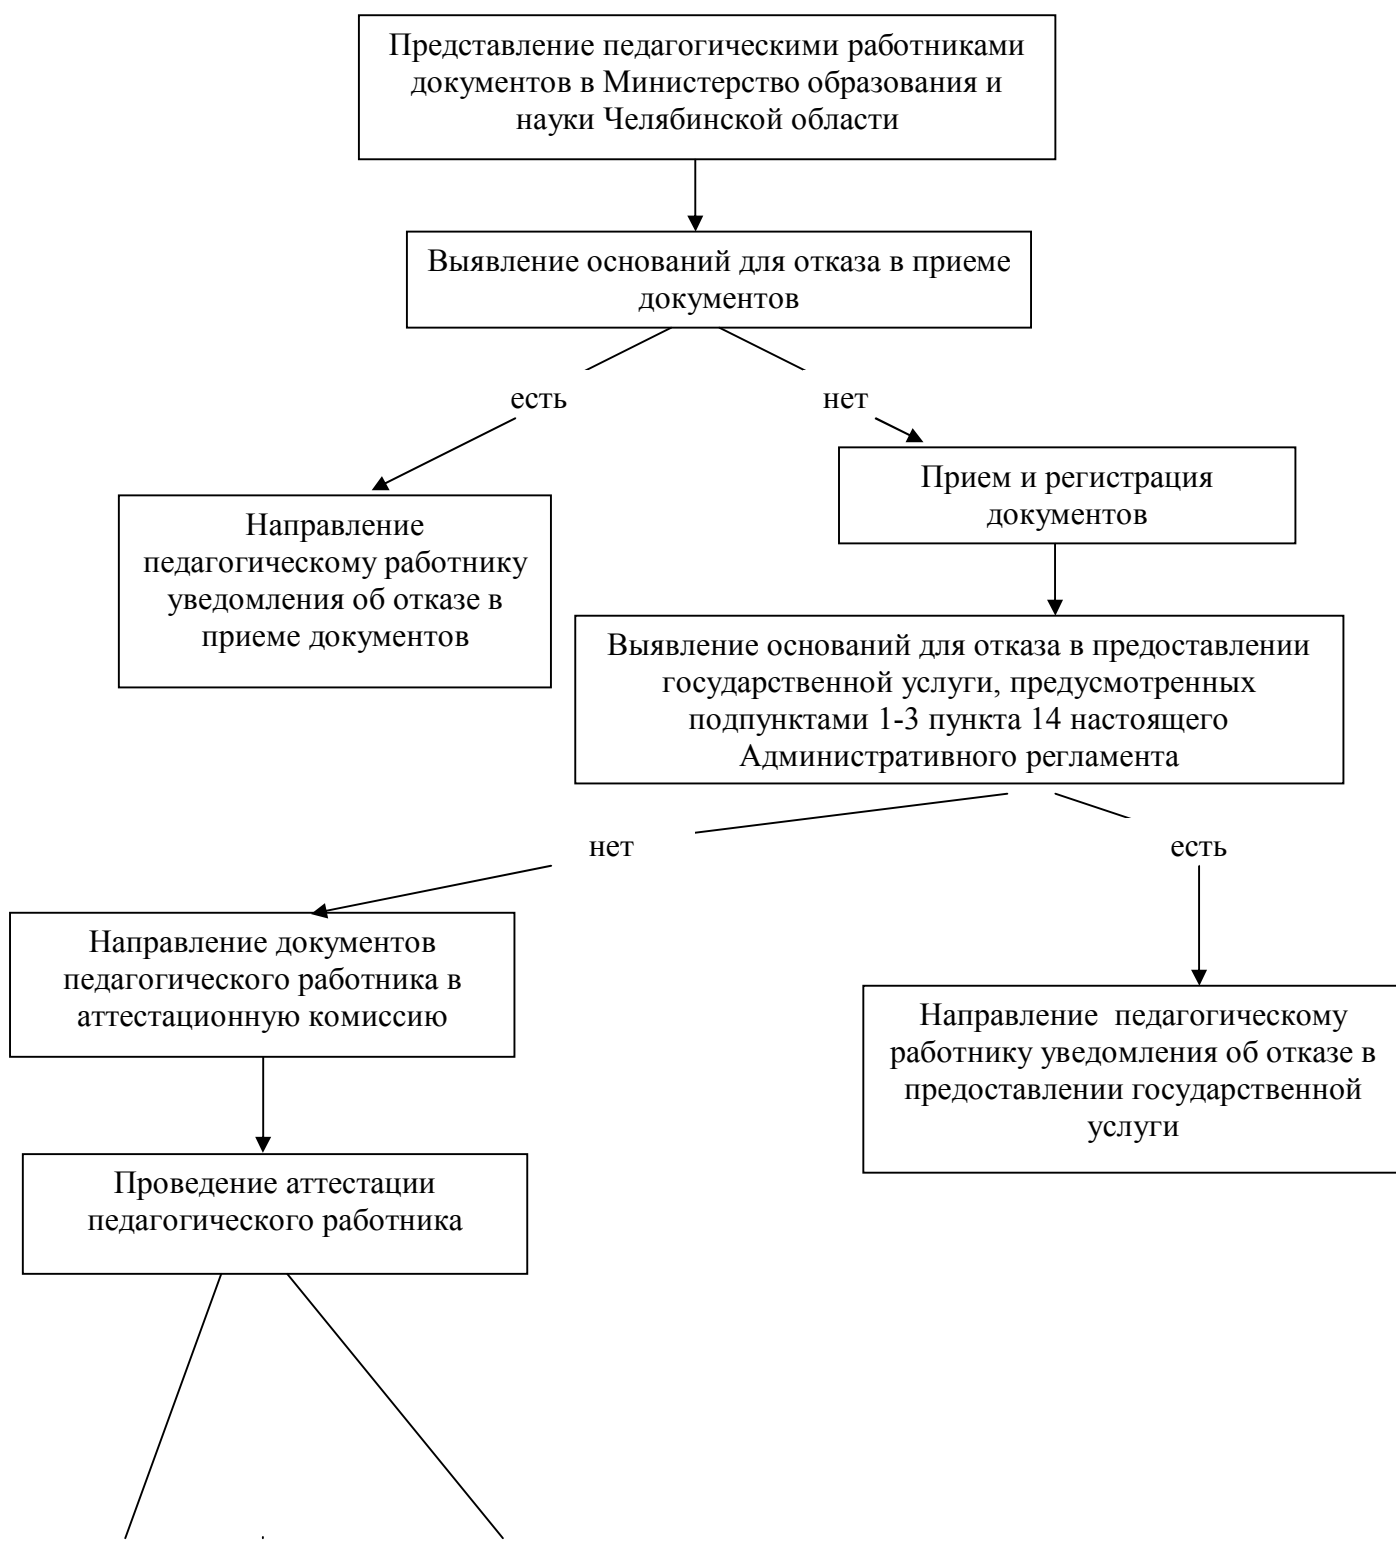 Представление педагогическими работниками
документов в Министерство образования и
науки Челябинской области
Выявление оснований для отказа в приеме
документов
есть
нет
Прием и регистрация
документов
Направление
педагогическому работнику
уведомления об отказе в
приеме документов
Выявление оснований для отказа в предоставлении
государственной услуги, предусмотренных
подпунктами 1-3 пункта 14 настоящего
Административного регламента
нет
есть
Направление документов
педагогического работника в
аттестационную комиссию
Направление  педагогическому
работнику уведомления об отказе в
предоставлении государственной
услуги
Проведение аттестации
педагогического работника